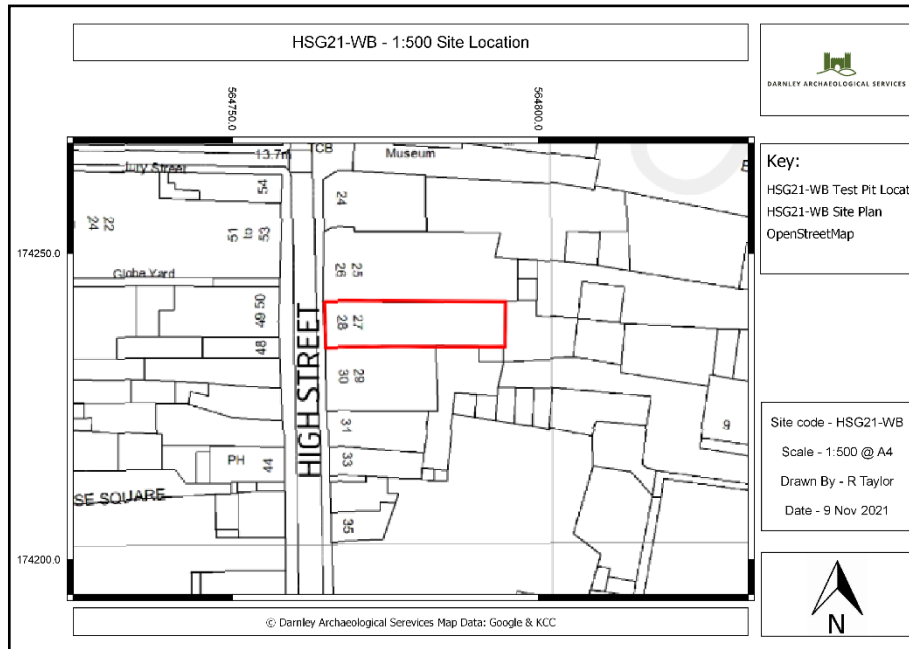 HSG21-WB - 1:500 Site Location
DARNLEY ARCHAEOLOGICAL SERVICES
564750.0
564800.0
174250.0
174200.0
13.7m
TCB
Museum
Jury Street
54
24
22
24
51
to
53
26
25
Globe Yard
49
50
28
27
48
HIGH STREET
30
29
31
PH
44
33
SE SQUARE
35
9
Key:
HSG21-WB Test Pit Locat
HSG21-WB Site Plan
OpenStreetMap
Site code - HSG21-WB
Scale - 1:500 @ A4
Drawn By - R Taylor
Date - 9 Nov 2021
N
© Darnley Archaeological Serevices Map Data: Google & KCC